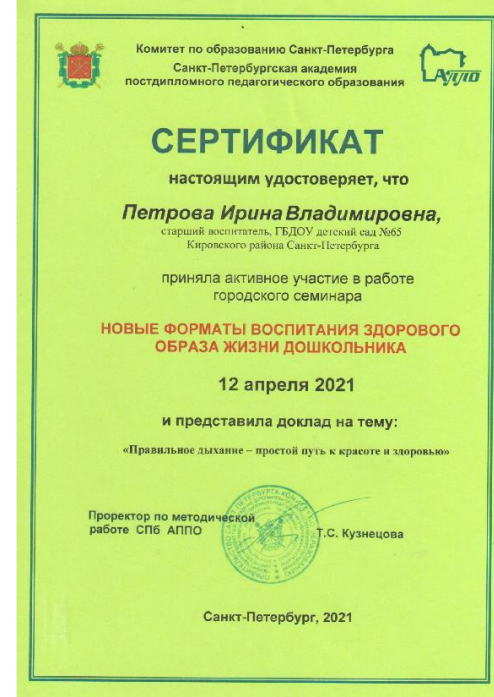 Комитет по образованию Санкт-Петербурга
Санкт-Петербургская академия
постдипломного педагогического образования
АППО
СЕРТИФИКАТ
настоящим удостоверяет, что
Петрова Ирина Владимировна,
старший воспитатель, ГБДОУ детский сад №65
Кировского района Санкт-Петербурга
приняла активное участие в работе
городского семинара
НОВЫЕ ФОРМАТЫ ВОСПИТАНИЯ ЗДОРОВОГО
ОБРАЗА ЖИЗНИ ДОШКОЛЬНИКА
12 апреля 2021
и представила доклад на тему:
«Правильное дыхание – простой путь к красоте и здоровью»
Проректор по методической
работе СПб АППО
Т.С. Кузнецова
Санкт-Петербург, 2021